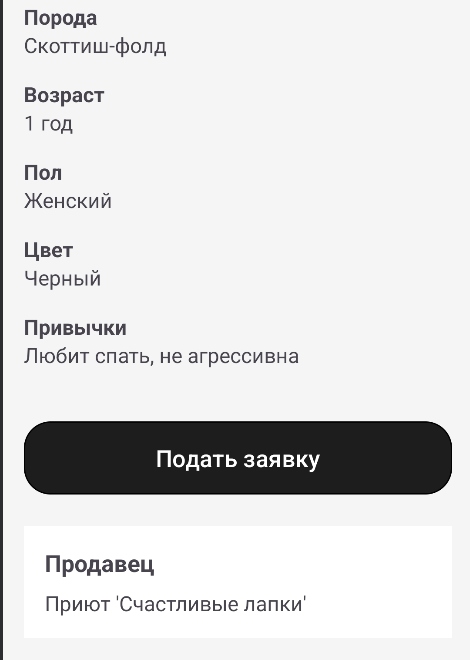 Порода
Скоттиш-фолд
Возраст
1 год
Пол
Женский
Цвет
Черный
Привычки
Любит спать, не агрессивна
Подать заявку
Продавец
Приют 'Счастливые лапки'